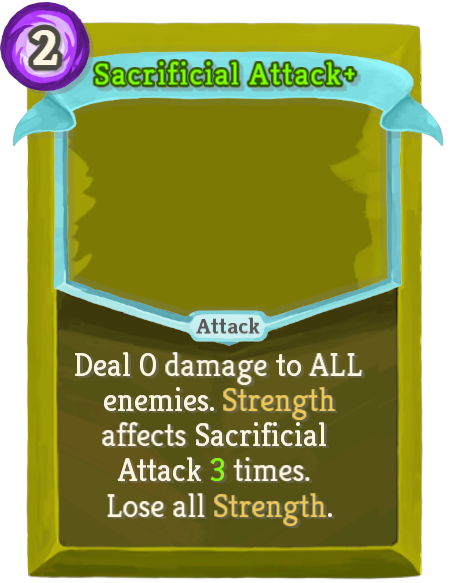 2
Sacrificial Attack+
Attack
Deal 0 damage to ALL
enemies. Strength
affects Sacrificial
Attack 3 times.
Lose all Strength.